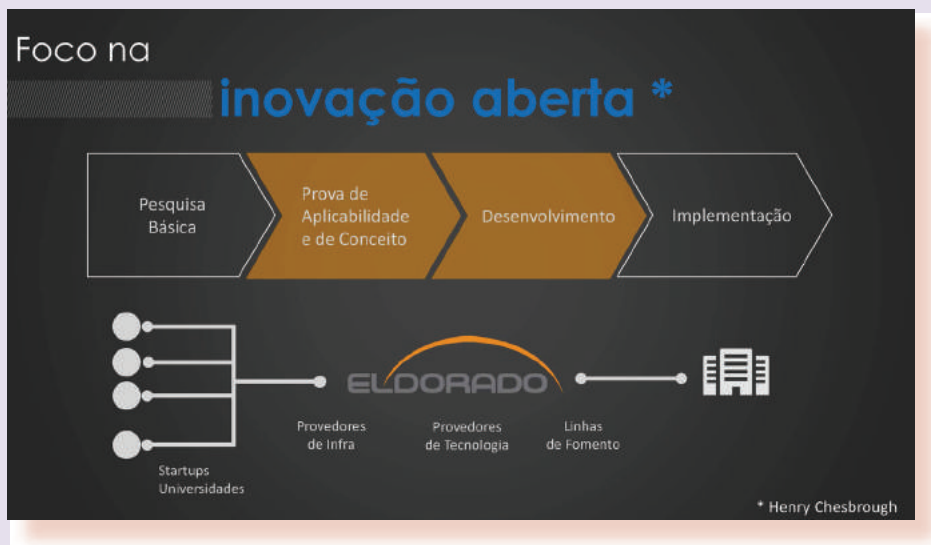 Foco na
inovação aberta *
Pesquisa
Básica
Prova de
Aplicabilidade
e de Conceito
Desenvolvimento
Implementação
ELDORADO
Provedores
de Infra
Provedores
de Tecnologia
Linhas
de Fomento
Startups
Universidades
* Henry Chesbrough